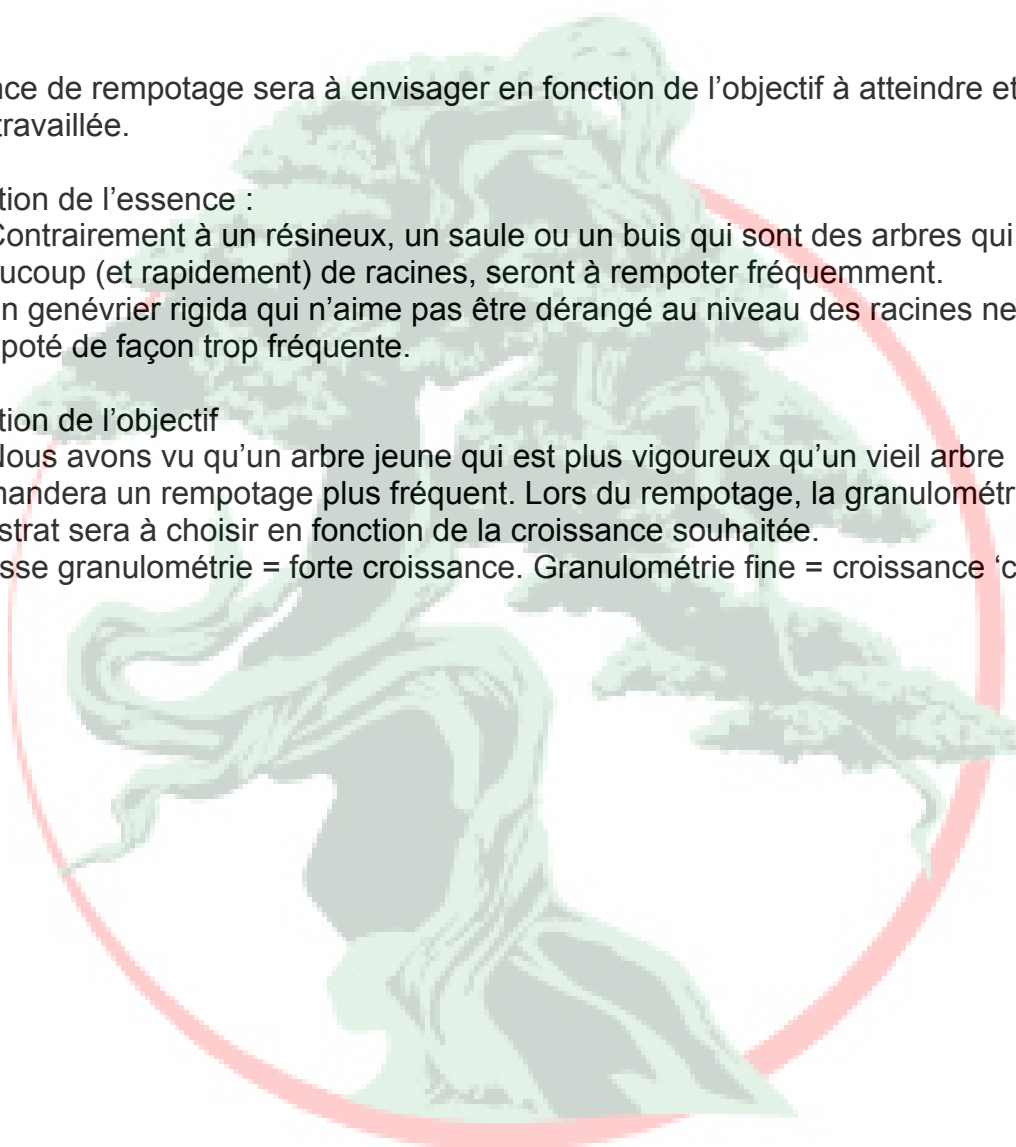 nce de rempotage sera à envisager en fonction de l’objectif à atteindre et
travaillée.
tion de l’essence :
Contrairement à un résineux, un saule ou un buis qui sont des arbres qui
ucoup (et rapidement) de racines, seront à rempoter fréquemment.
n genévrier rigida qui n’aime pas être dérangé au niveau des racines ne
poté de façon trop fréquente.
tion de l’objectif
Nous avons vu qu’un arbre jeune qui est plus vigoureux qu’un vieil arbre
mandera un rempotage plus fréquent. Lors du rempotage, la granulométr
strat sera à choisir en fonction de la croissance souhaitée.
sse granulométrie = forte croissance. Granulométrie fine = croissance ‘c